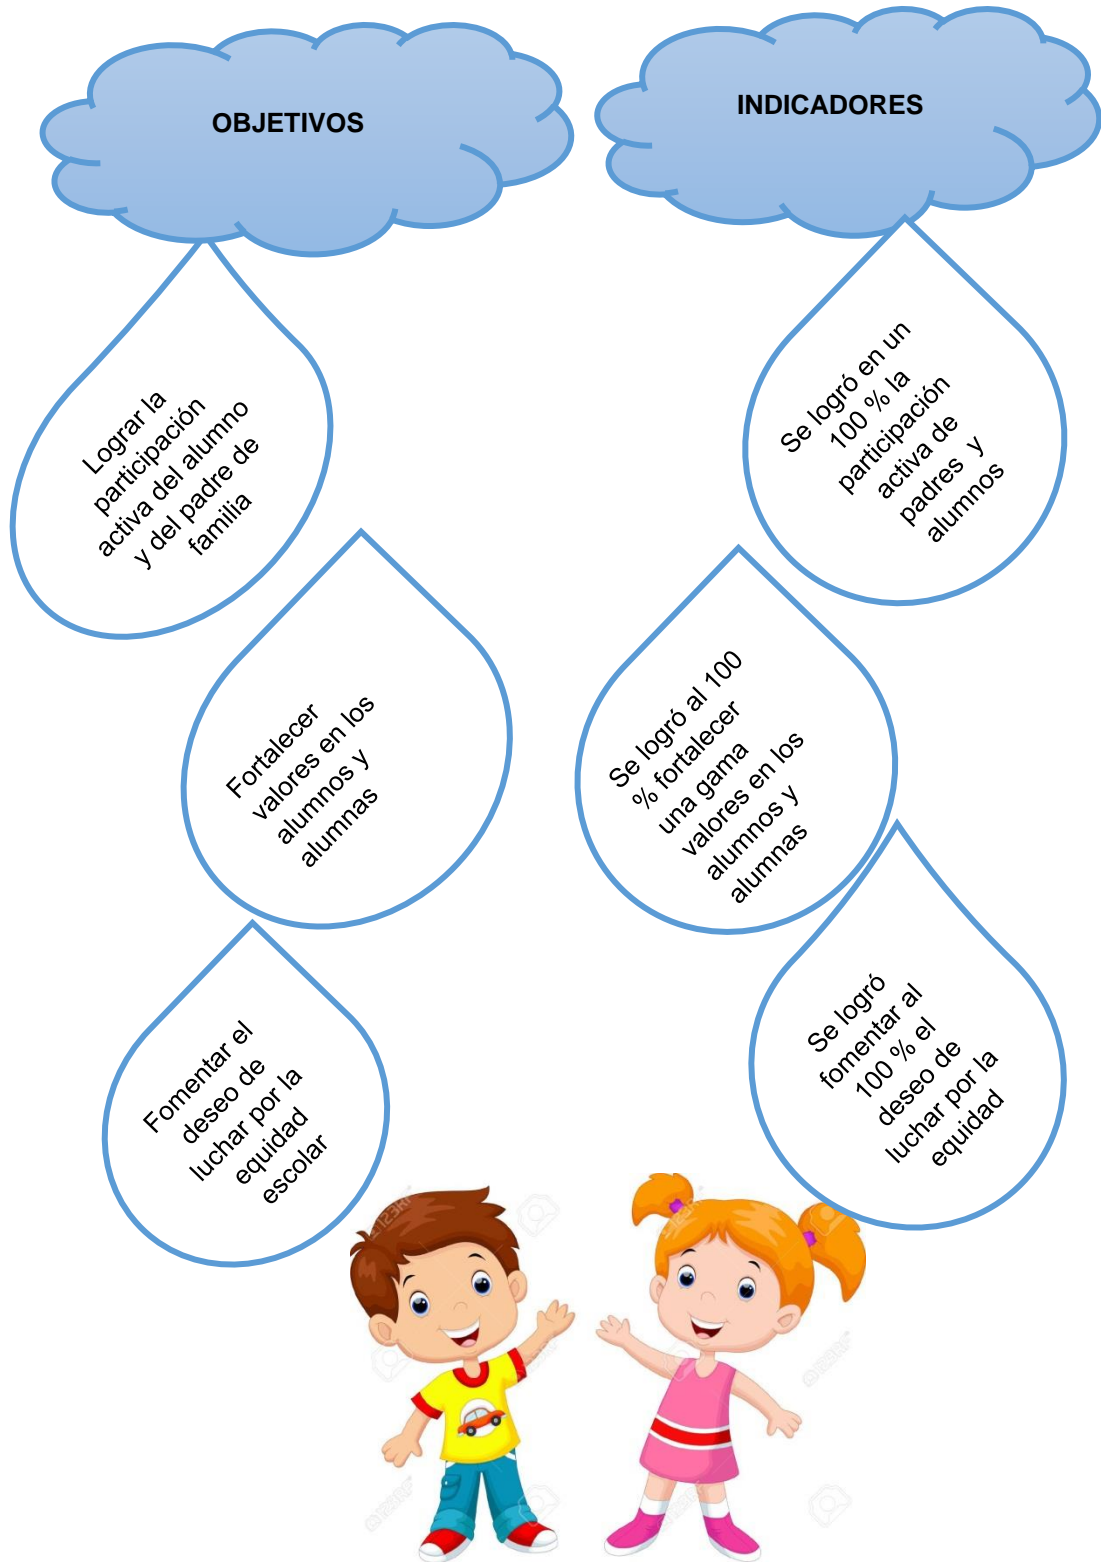 OBJETIVOS
Lograr la
participación
activa del alumno
y del padre de
familia
Fortalecer
valores en los
alumnos y
alumnas
Fomentar el
deseo de
luchar por la
equidad
escolar
INDICADORES
Se logró en un
100 % la
participación
activa de
padres y
alumnos
Se logró al 100
% fortalecer
una gama
valores en los
alumnos y
alumnas
Se logró
fomentar al
100 % el
deseo de
luchar por la
equidad